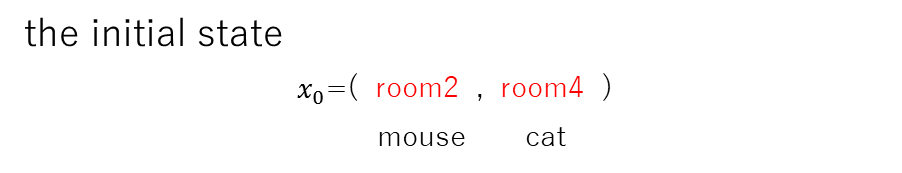 the initial state
x₀=( room2 , room4 )
mouse cat